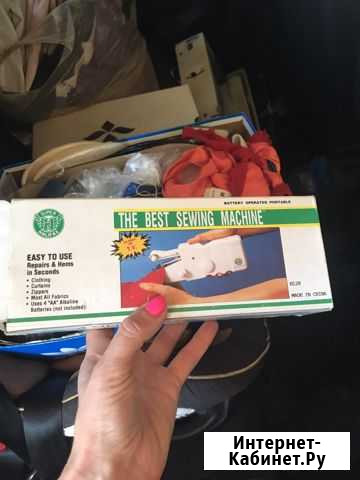 BATTERY OPERATED PORTABLE
THE BEST SEWING MACHINE
EASY TO USE
Repairs & Hems
in Seconds
• Clothing
• Curtains
• Zippers
• Most All Fabrics
• Uses 4 "AA" Alkaline
Batteries (not included)
MADE IN CHINA
Интернет-
Кабинет.Ру